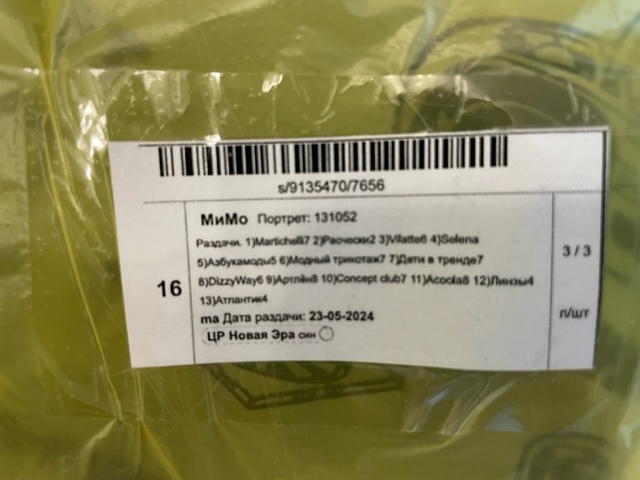 s/9135470/7656
МиМо Портрет: 131052
Раздачи. 1)Martichelli7 2)Расчески2 3)Vilatte6 4)Solena
5)Азбукамоды5 6)Модный трикотаж7 7)Дети в тренде7
8)DizzyWay6 9)Артлён8 10)Concept club7 11)Acoola8 12)Линзы4
13)Атлантик4
16
ma Дата раздачи: 23-05-2024
ЦР Новая Эра син
3 / 3
п/шт